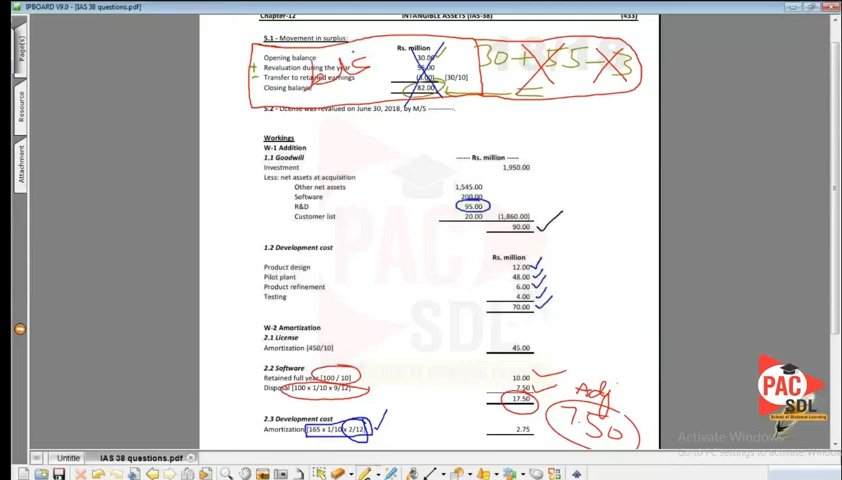 IPBOARD V9.0 - [IAS 38 questions.pdf]
Chapter-12 INTANGIBLE ASSETS (IAS-38) (433)
5.1 - Movement in surplus:
Rs. million
Opening balance 30.00
Revaluation during the year
Transfer to retained earnings (3.00) [30/10]
Closing balance 82.00
30 + 55 - 3
=
5.2 - License was revalued on June 30, 2018, by M/S -----------.
Workings
W-1 Addition
1.1 Goodwill ------ Rs. million -----
Investment 1,950.00
Less: net assets at acquisition
Other net assets 1,545.00
Software 200.00
R&D 95.00
Customer list 20.00 (1,860.00)
90.00
1.2 Development cost
Rs. million
Product design 12.00
Pilot plant 48.00
Product refinement 6.00
Testing 4.00
70.00
W-2 Amortization
2.1 License
Amortization [450/10] 45.00
2.2 Software
Retained full year [100 / 10] 10.00
Disposal [100 x 1/10 x 9/12] 7.50
17.50
Adj
7.50
2.3 Development cost
Amortization [165 x 1/10 x 2/12] 2.75
Page(s)
Resource
Attachment
PAC
SDL
PAC
SDL
School of Distance Learning
Activate Windows
Go to PC settings to activate Windows.
Untitle
IAS 38 questions.pdf